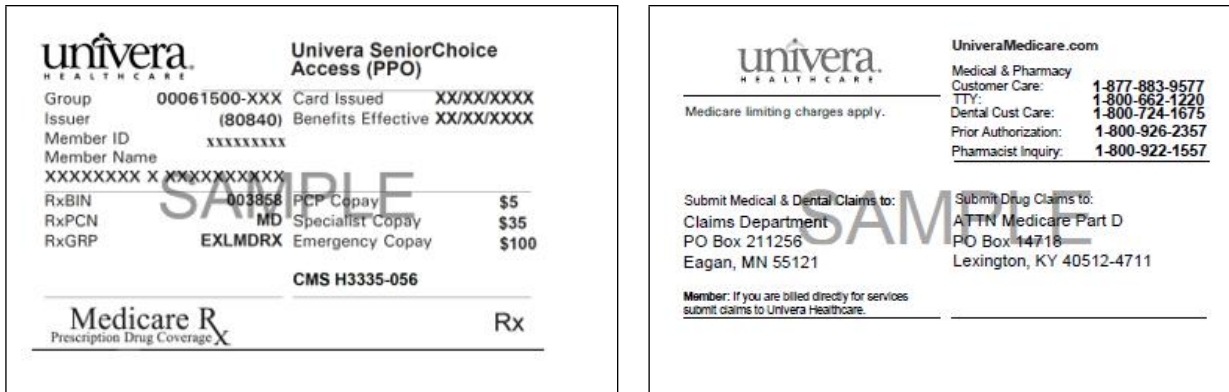 univera
HEALTHCARE
Univera SeniorChoice
Access (PPO)
Group 00061500-XXX
Issuer (80840)
Member ID XXXXXXXXX
Member Name
XXXXXXXX X XXXXXXXXXX
Card Issued XX/XX/XXXX
Benefits Effective XX/XX/XXXX
SAMPLE
RxBIN 003858
RxPCN MD
RxGRP EXLMDRX
PCP Copay $5
Specialist Copay $35
Emergency Copay $100
CMS H3335-056
Medicare Rx
Prescription Drug Coverage
Rx
univera
HEALTHCARE
Medicare limiting charges apply.
UniveraMedicare.com
Medical & Pharmacy
Customer Care: 1-877-883-9577
TTY: 1-800-662-1220
Dental Cust Care: 1-800-724-1675
Prior Authorization: 1-800-926-2357
Pharmacist Inquiry: 1-800-922-1557
SAMPLE
Submit Medical & Dental Claims to:
Claims Department
PO Box 211256
Eagan, MN 55121
Submit Drug Claims to:
ATTN Medicare Part D
PO Box 14718
Lexington, KY 40512-4711
Member: If you are billed directly for services
submit claims to Univera Healthcare.